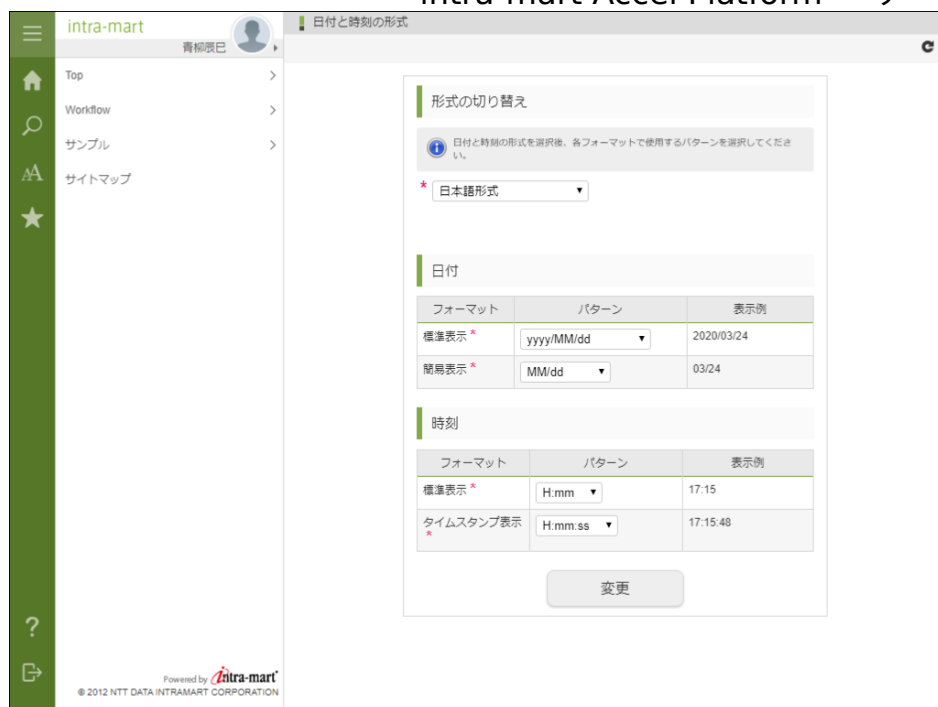 intra-mart
青柳辰巳
Top
Workflow
サンプル
サイトマップ
Powered by intra-mart
© 2012 NTT DATA INTRAMART CORPORATION
日付と時刻の形式
形式の切り替え
日付と時刻の形式を選択後、各フォーマットで使用するパターンを選択してくださ
い。
* 日本語形式
日付
フォーマット パターン 表示例
標準表示 * yyyy/MM/dd 2020/03/24
簡易表示 * MM/dd 03/24
時刻
フォーマット パターン 表示例
標準表示 * H:mm 17:15
タイムスタンプ表示 H:mm:ss 17:15:48
*
変更